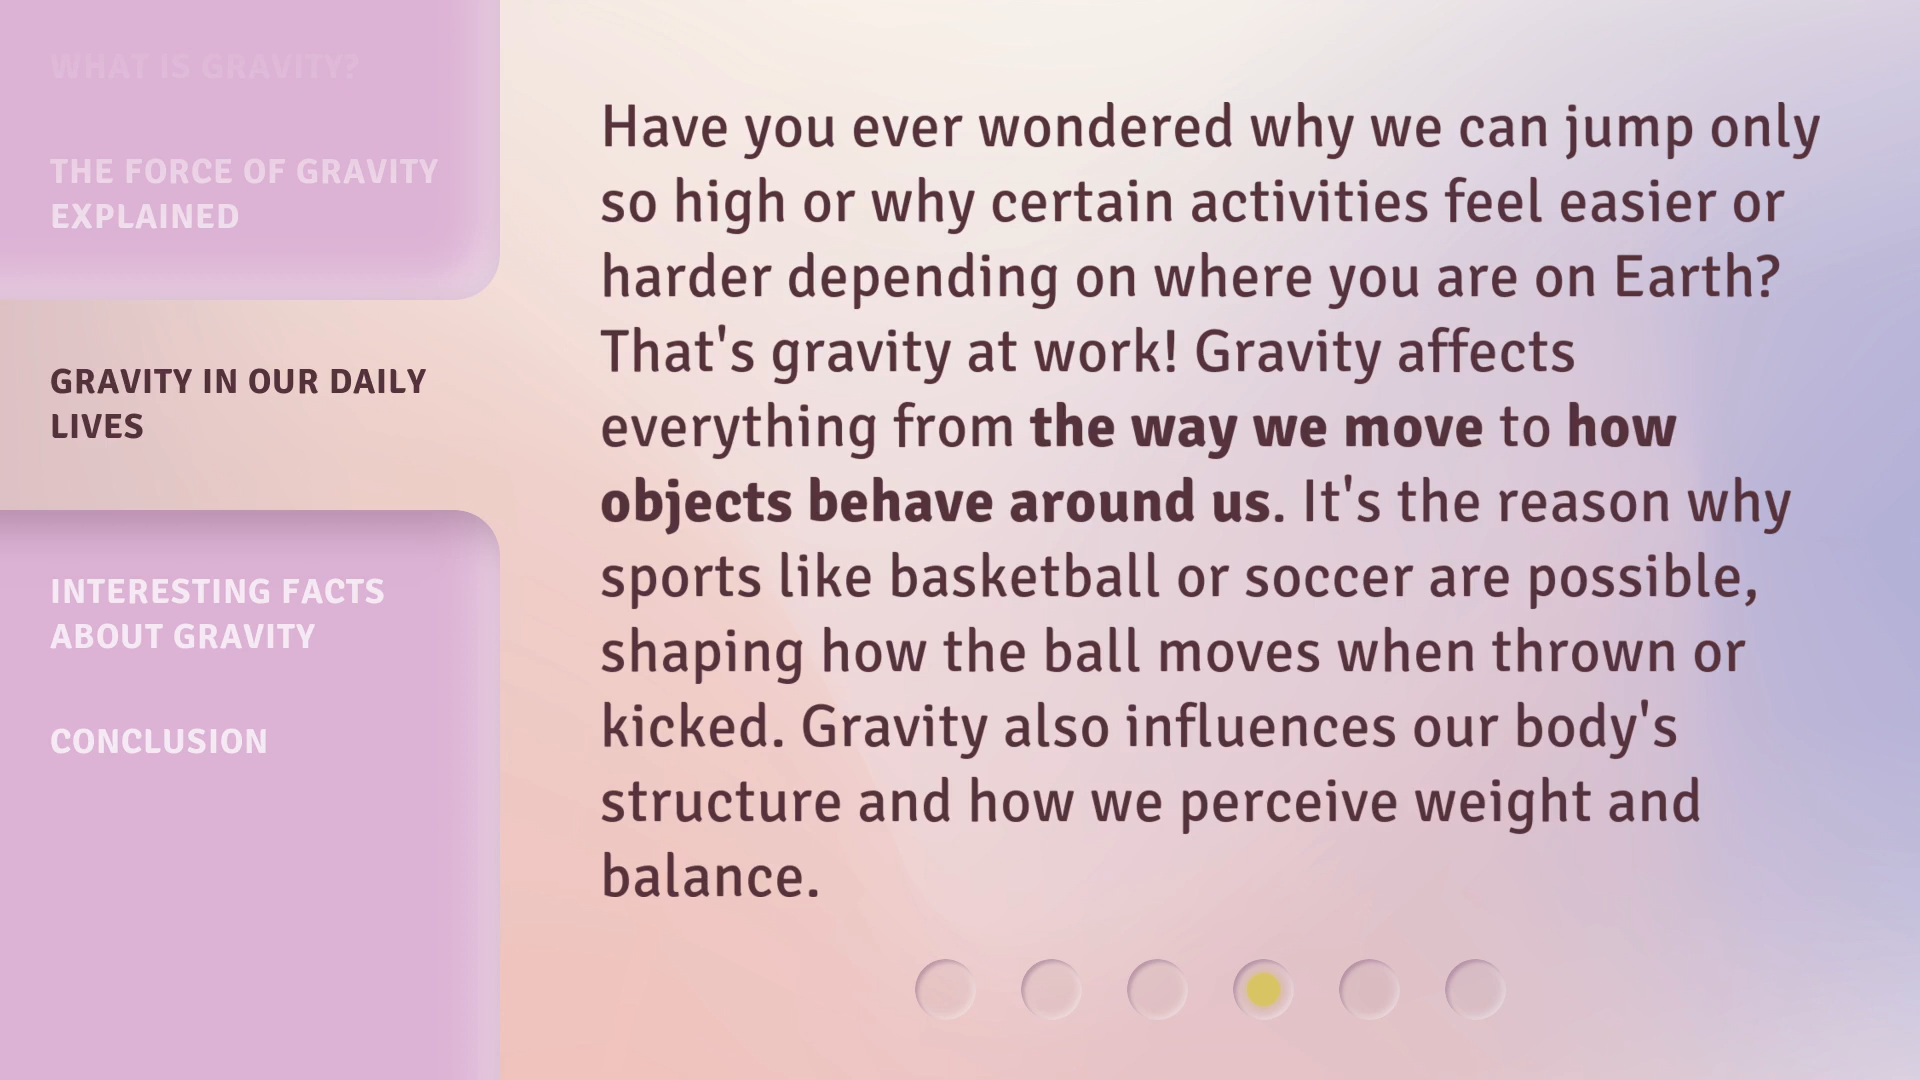 WHAT IS GRAVITY?
THE FORCE OF GRAVITY
EXPLAINED
GRAVITY IN OUR DAILY
LIVES
INTERESTING FACTS
ABOUT GRAVITY
CONCLUSION
Have you ever wondered why we can jump only
so high or why certain activities feel easier or
harder depending on where you are on Earth?
That's gravity at work! Gravity affects
everything from the way we move to how
objects behave around us. It's the reason why
sports like basketball or soccer are possible,
shaping how the ball moves when thrown or
kicked. Gravity also influences our body's
structure and how we perceive weight and
balance.